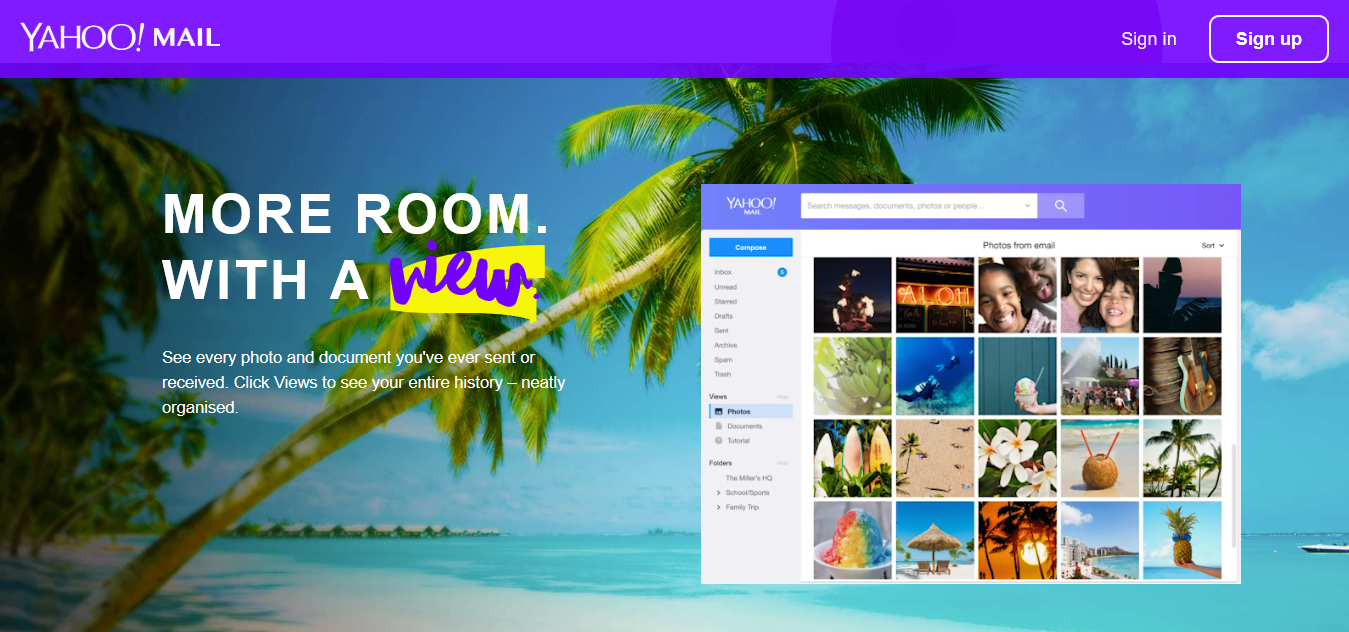 YAHOO! MAIL
Sign in
Sign up
MORE ROOM.
WITH A view.
See every photo and document you've ever sent or
received. Click Views to see your entire history – neatly
organised.
YAHOO!
MAIL
Search messages, documents, photos or people...
Compose
Photos from email
Sort
Inbox
5
Unread
Starred
Drafts
Sent
Archive
Spam
Trash
Views
Hide
Photos
Documents
Tutorial
Folders
Hide
The Miller's HQ
School/Sports
Family Trip
ALOH